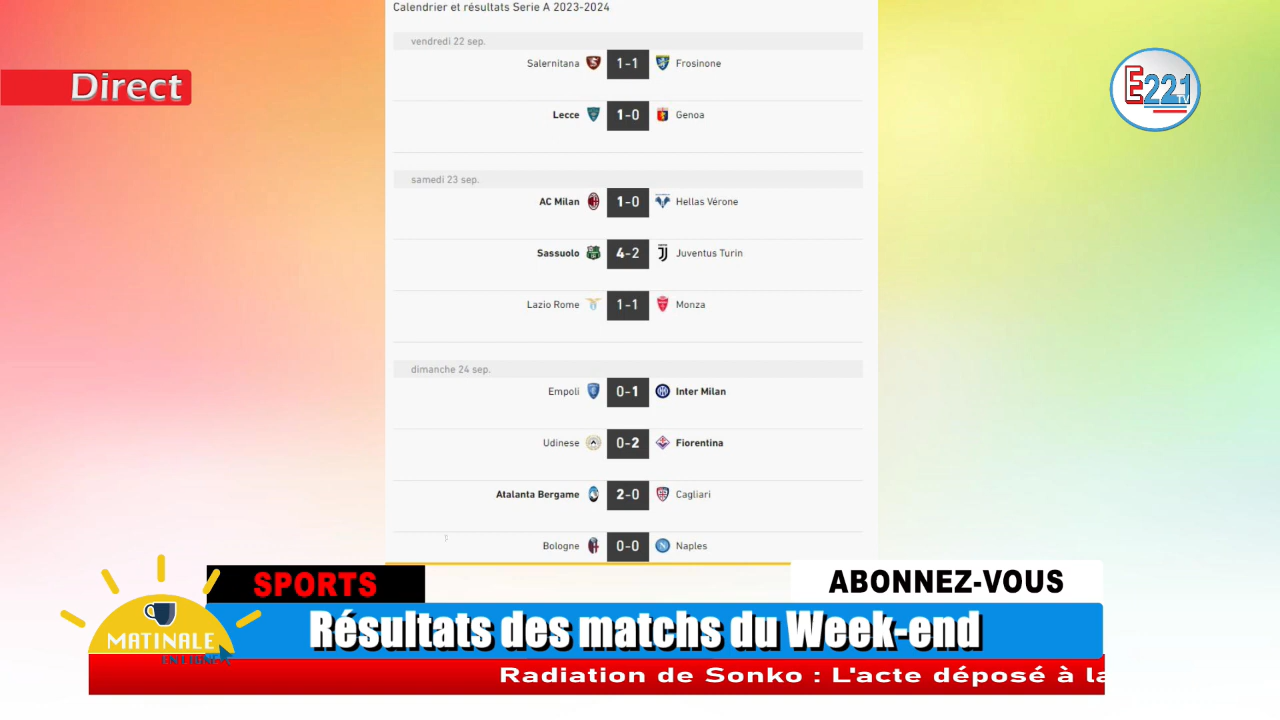 Calendrier et résultats Serie A 2023-2024
vendredi 22 sep.
Salernitana 1-1 Frosinone
Lecce 1-0 Genoa
samedi 23 sep.
AC Milan 1-0 Hellas Vérone
Sassuolo 4-2 Juventus Turin
Lazio Rome 1-1 Monza
dimanche 24 sep.
Empoli 0-1 Inter Milan
Udinese 0-2 Fiorentina
Atalanta Bergame 2-0 Cagliari
Bologne 0-0 Naples
Direct
E221
TV
SPORTS
ABONNEZ-VOUS
Résultats des matchs du Week-end
MATINALE
Radiation de Sonko : L'acte déposé à la